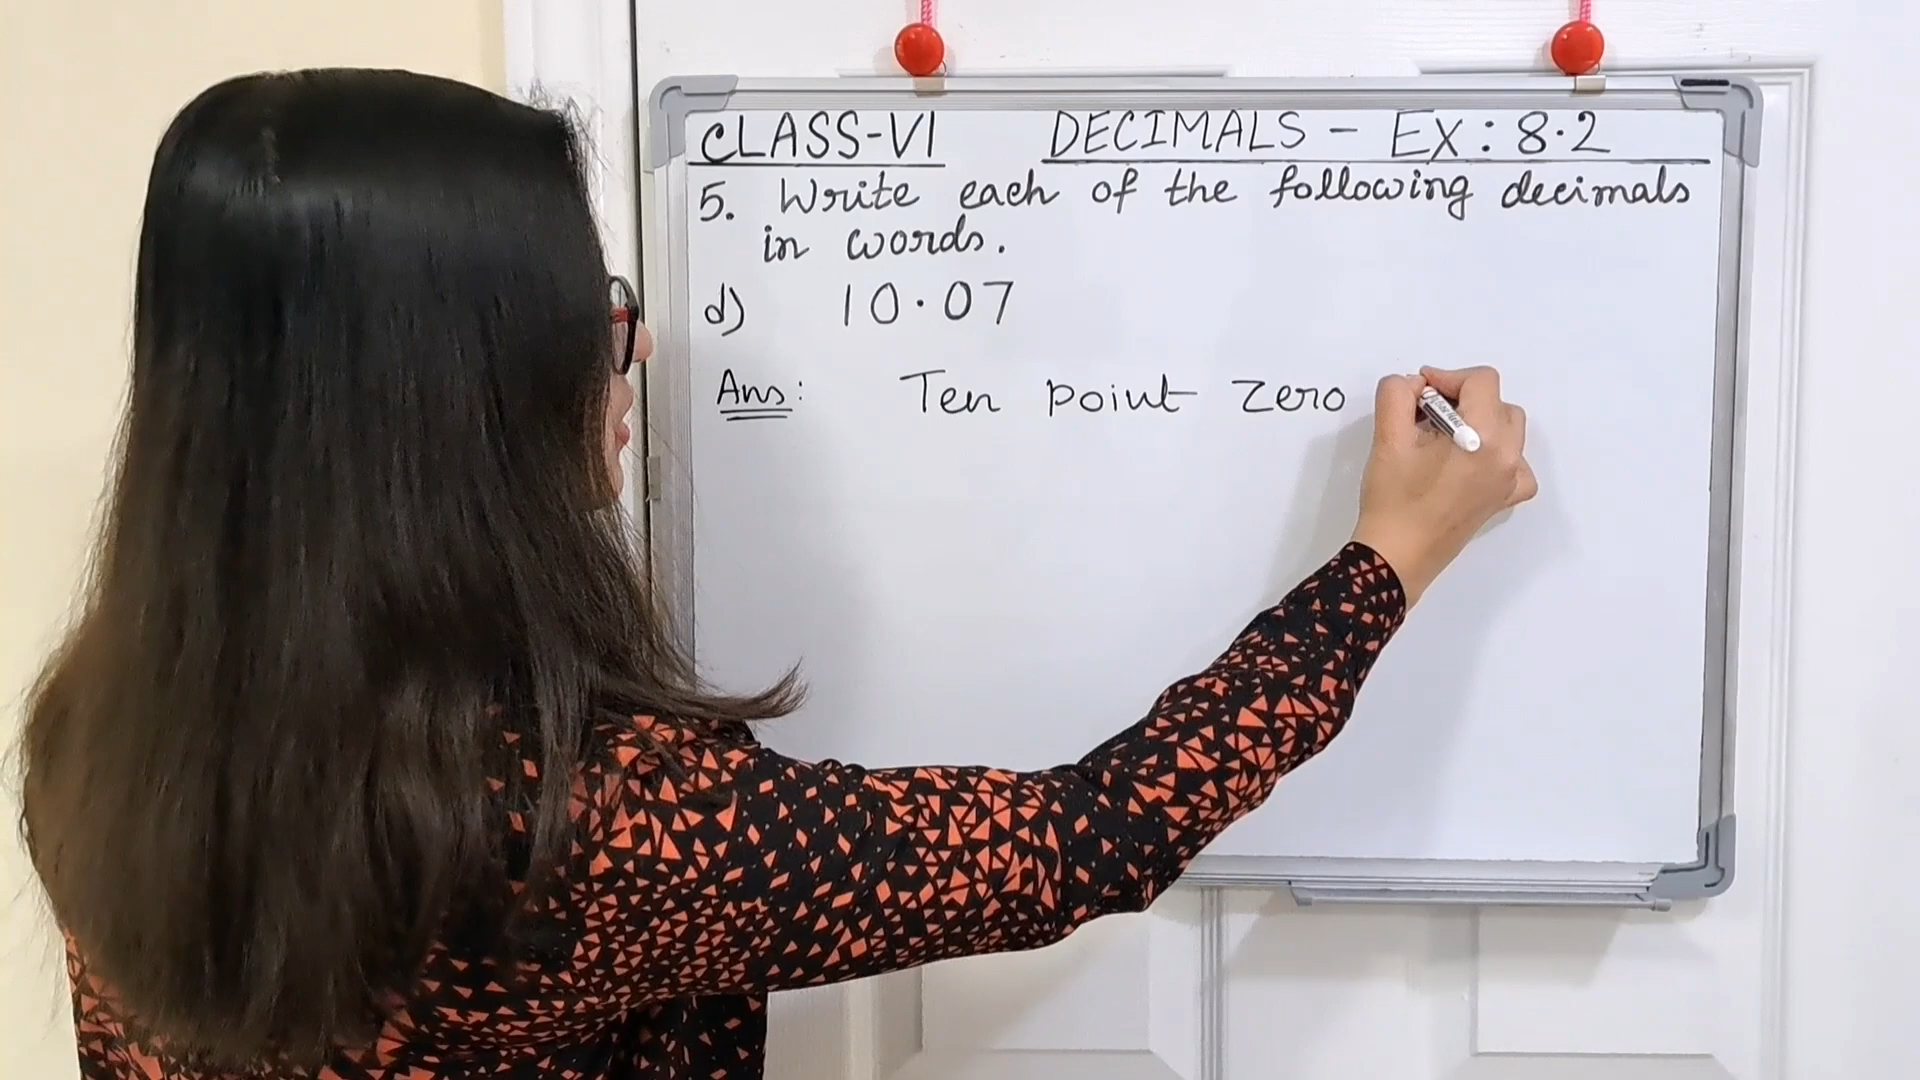 CLASS-VI DECIMALS - EX: 8.2
5. Write each of the following decimals
in words.
d) 10.07
Ans: Ten point zero